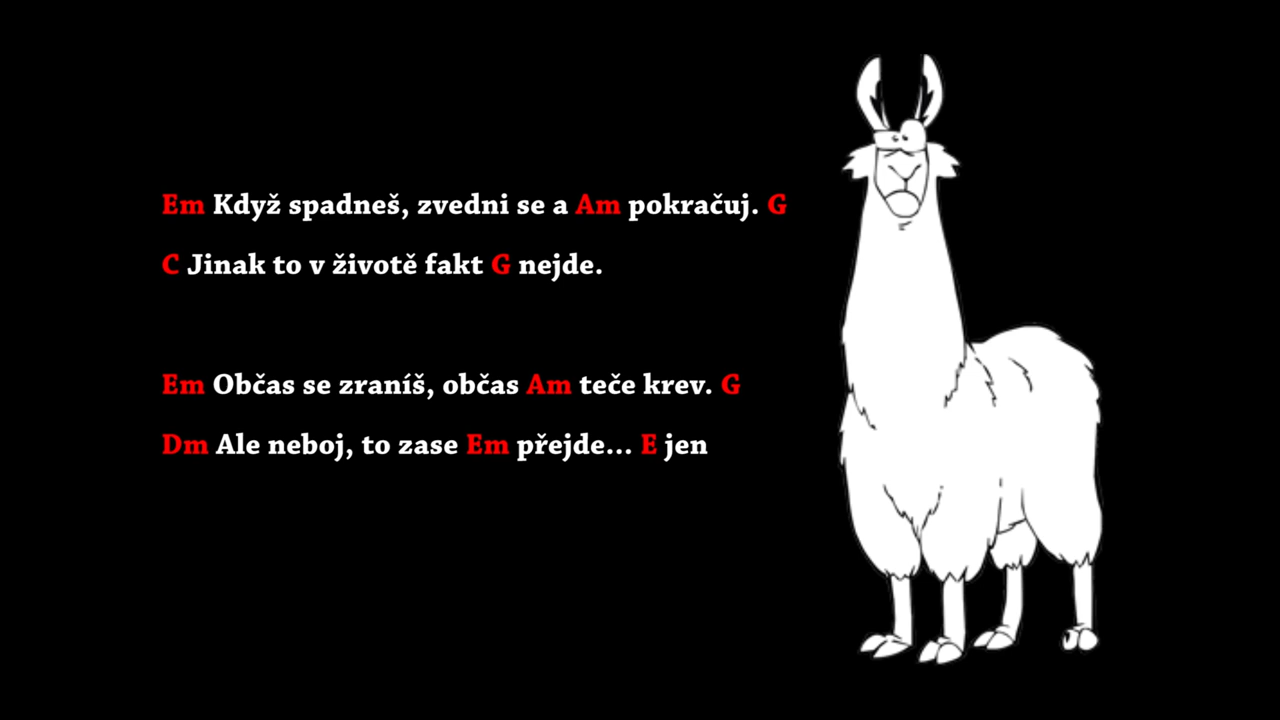 Em Když spadneš, zvedni se a Am pokračuj. G
C Jinak to v životě fakt G nejde.
Em Občas se zraníš, občas Am teče krev. G
Dm Ale neboj, to zase Em přejde... E jen